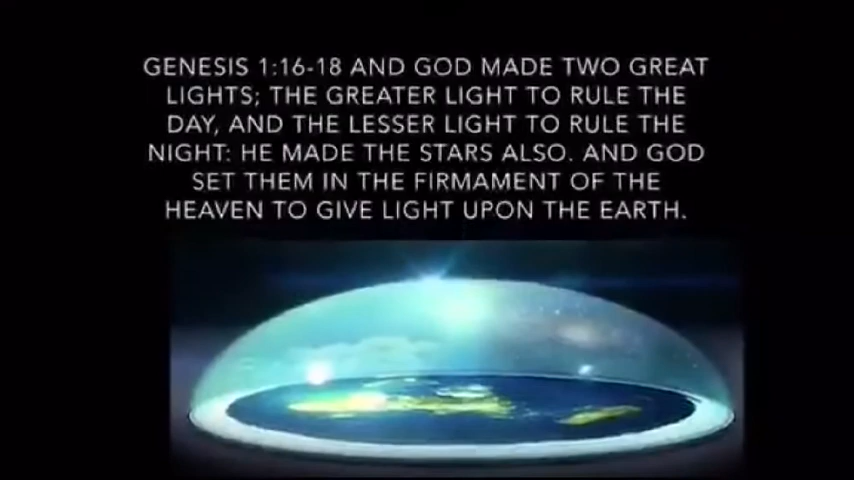 GENESIS 1:16-18 AND GOD MADE TWO GREAT
LIGHTS; THE GREATER LIGHT TO RULE THE
DAY, AND THE LESSER LIGHT TO RULE THE
NIGHT: HE MADE THE STARS ALSO. AND GOD
SET THEM IN THE FIRMAMENT OF THE
HEAVEN TO GIVE LIGHT UPON THE EARTH.